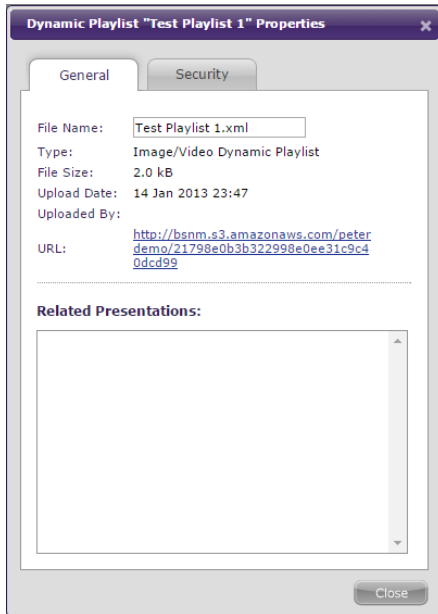 Dynamic Playlist "Test Playlist 1" Properties
General
Security
File Name: Test Playlist 1.xml
Type: Image/Video Dynamic Playlist
File Size: 2.0 kB
Upload Date: 14 Jan 2013 23:47
Uploaded By:
URL: http://bsnm.s3.amazonaws.com/peter
demo/21798e0b3b322998e0ee31c9c4
0dcd99
Related Presentations:
Close